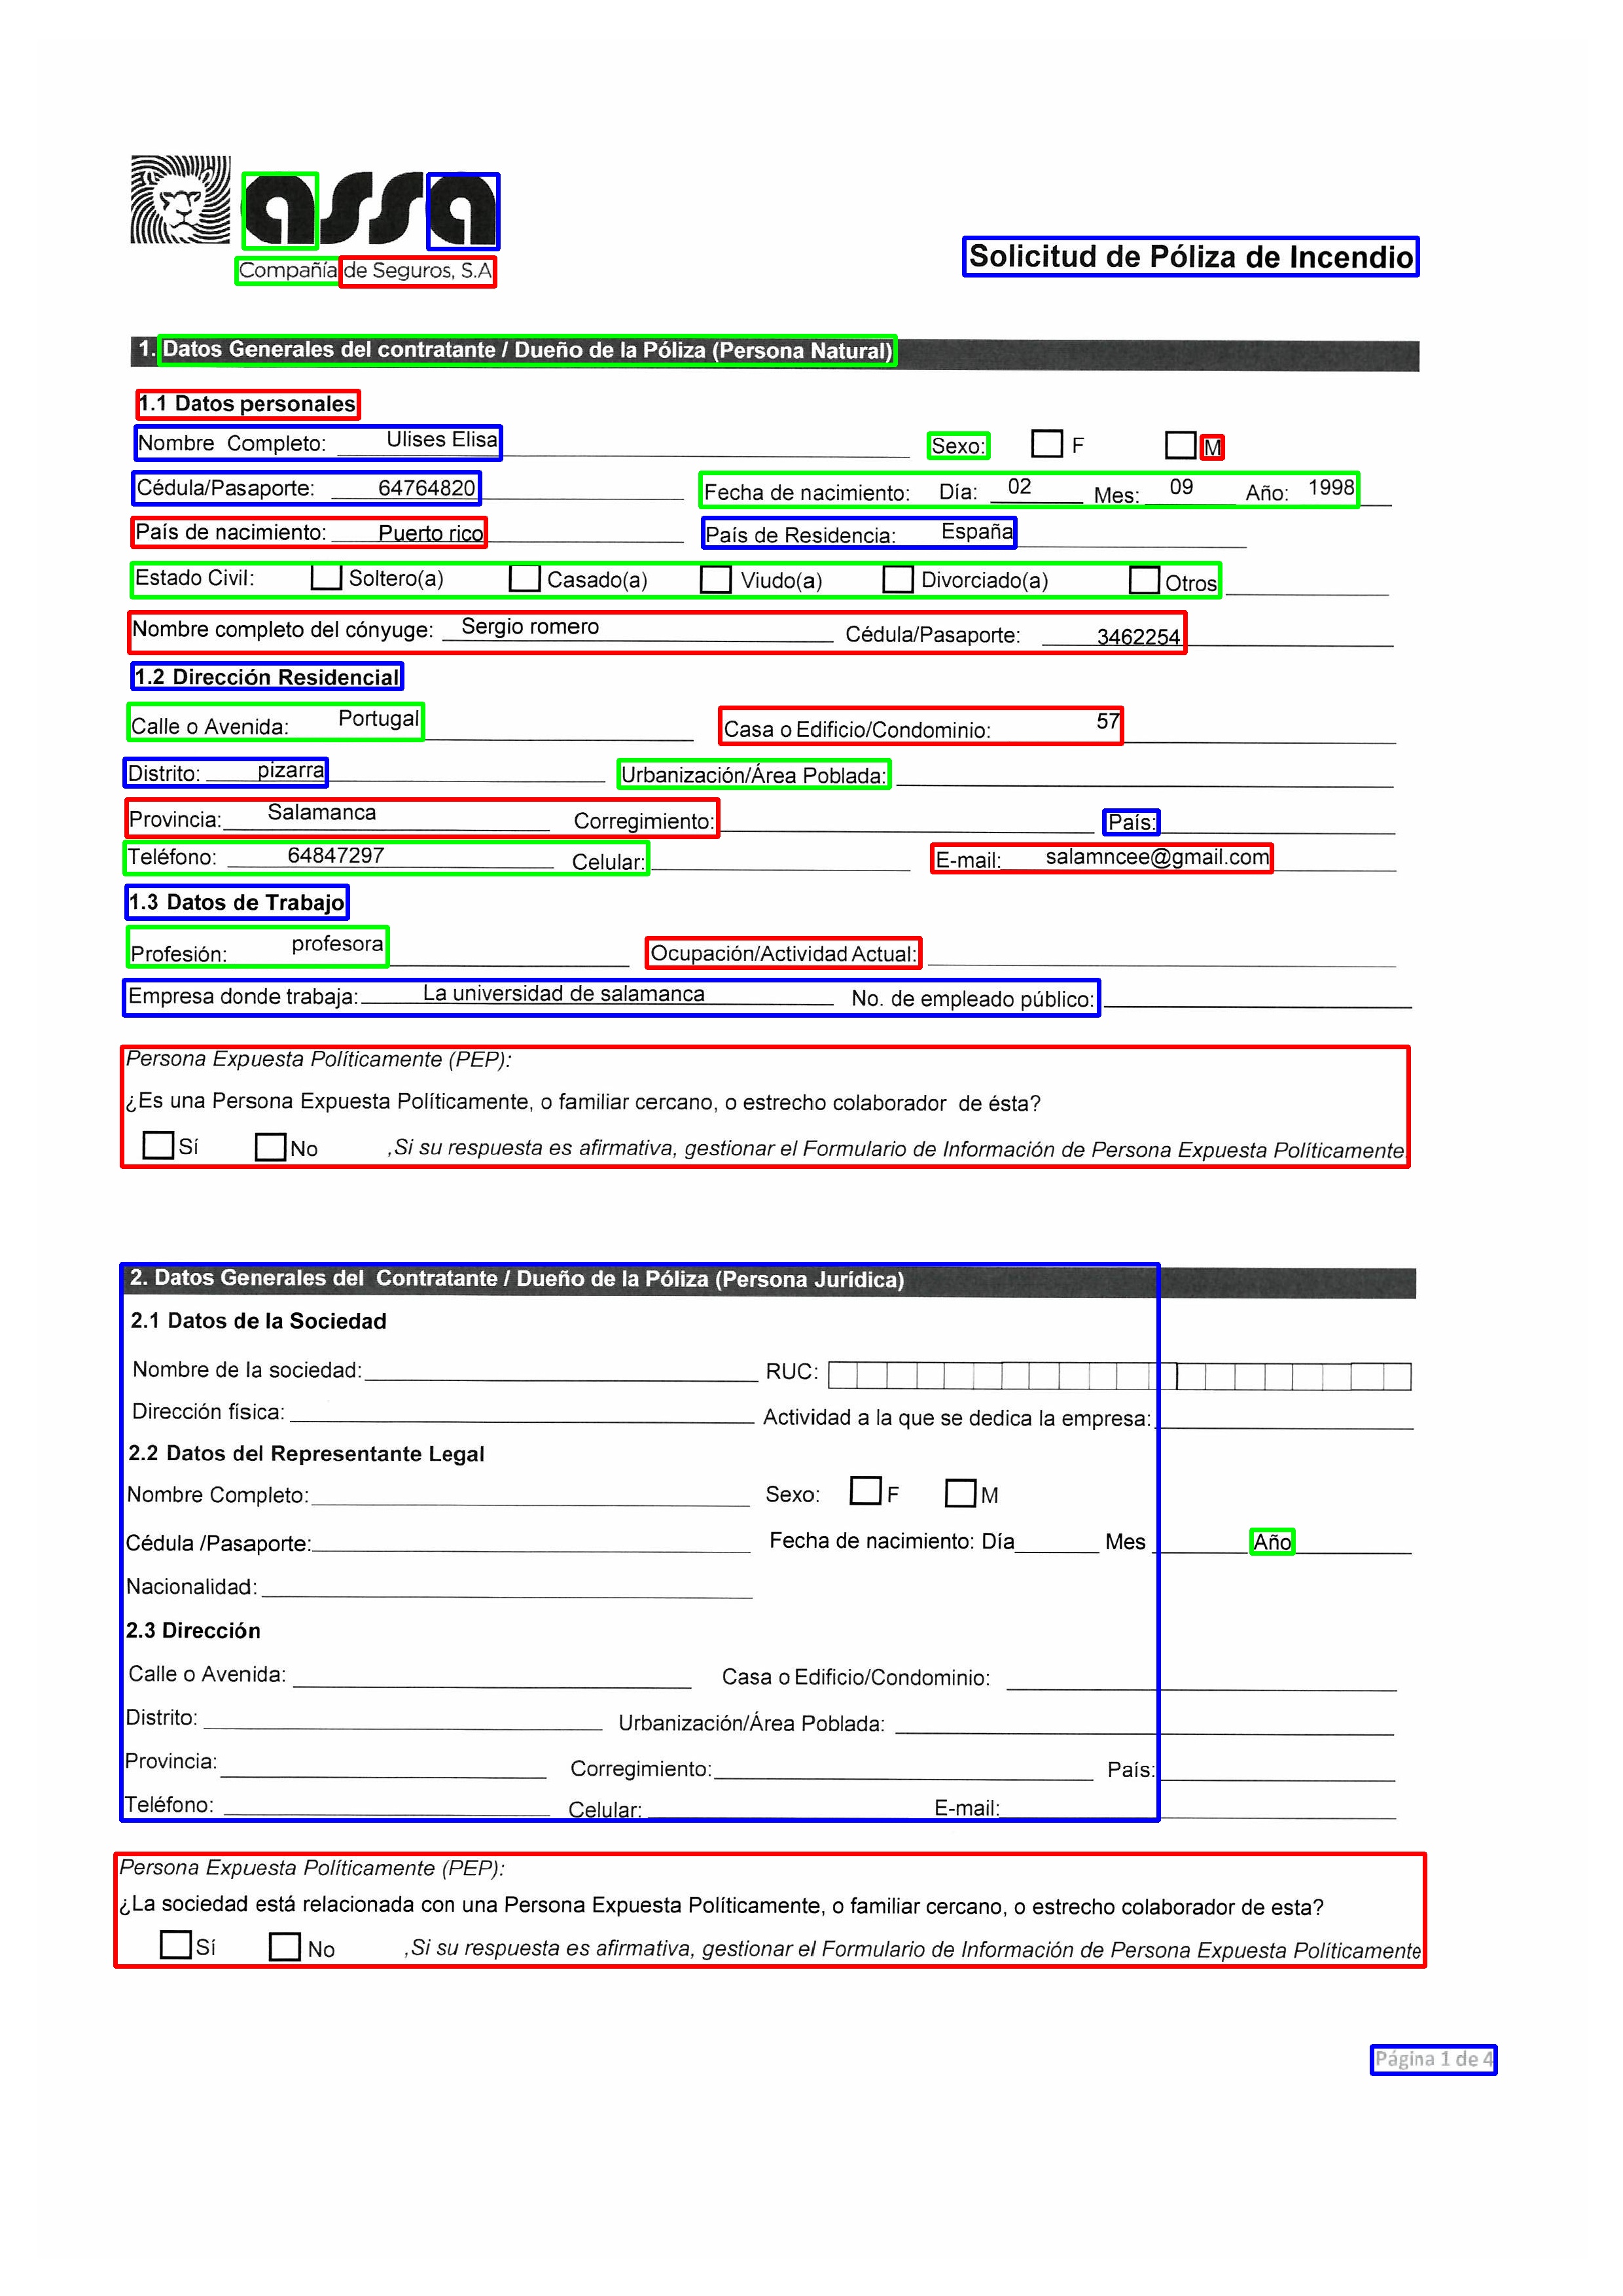 assa
Compañía de Seguros, S.A
Solicitud de Póliza de Incendio
1. Datos Generales del contratante / Dueño de la Póliza (Persona Natural)
1.1 Datos personales
Nombre Completo: Ulises Elisa Sexo: F M
Cédula/Pasaporte: 64764820 Fecha de nacimiento: Día: 02 Mes: 09 Año: 1998
País de nacimiento: Puerto rico País de Residencia: España
Estado Civil: Soltero(a) Casado(a) Viudo(a) Divorciado(a) Otros
Nombre completo del cónyuge: Sergio romero Cédula/Pasaporte: 3462254
1.2 Dirección Residencial
Calle o Avenida: Portugal Casa o Edificio/Condominio: 57
Distrito: pizarra Urbanización/Área Poblada:
Provincia: Salamanca Corregimiento: País:
Teléfono: 64847297 Celular: E-mail: salamncee@gmail.com
1.3 Datos de Trabajo
Profesión: profesora Ocupación/Actividad Actual:
Empresa donde trabaja: La universidad de salamanca No. de empleado público:
Persona Expuesta Políticamente (PEP):
¿Es una Persona Expuesta Políticamente, o familiar cercano, o estrecho colaborador de ésta?
Sí No ,Si su respuesta es afirmativa, gestionar el Formulario de Información de Persona Expuesta Políticamente.
2. Datos Generales del Contratante / Dueño de la Póliza (Persona Jurídica)
2.1 Datos de la Sociedad
Nombre de la sociedad: RUC:
Dirección física: Actividad a la que se dedica la empresa:
2.2 Datos del Representante Legal
Nombre Completo: Sexo: F M
Cédula /Pasaporte: Fecha de nacimiento: Día Mes Año
Nacionalidad:
2.3 Dirección
Calle o Avenida: Casa o Edificio/Condominio:
Distrito: Urbanización/Área Poblada:
Provincia: Corregimiento: País:
Teléfono: Celular: E-mail:
Persona Expuesta Políticamente (PEP):
¿La sociedad está relacionada con una Persona Expuesta Políticamente, o familiar cercano, o estrecho colaborador de esta?
Sí No ,Si su respuesta es afirmativa, gestionar el Formulario de Información de Persona Expuesta Políticamente
Página 1 de 4